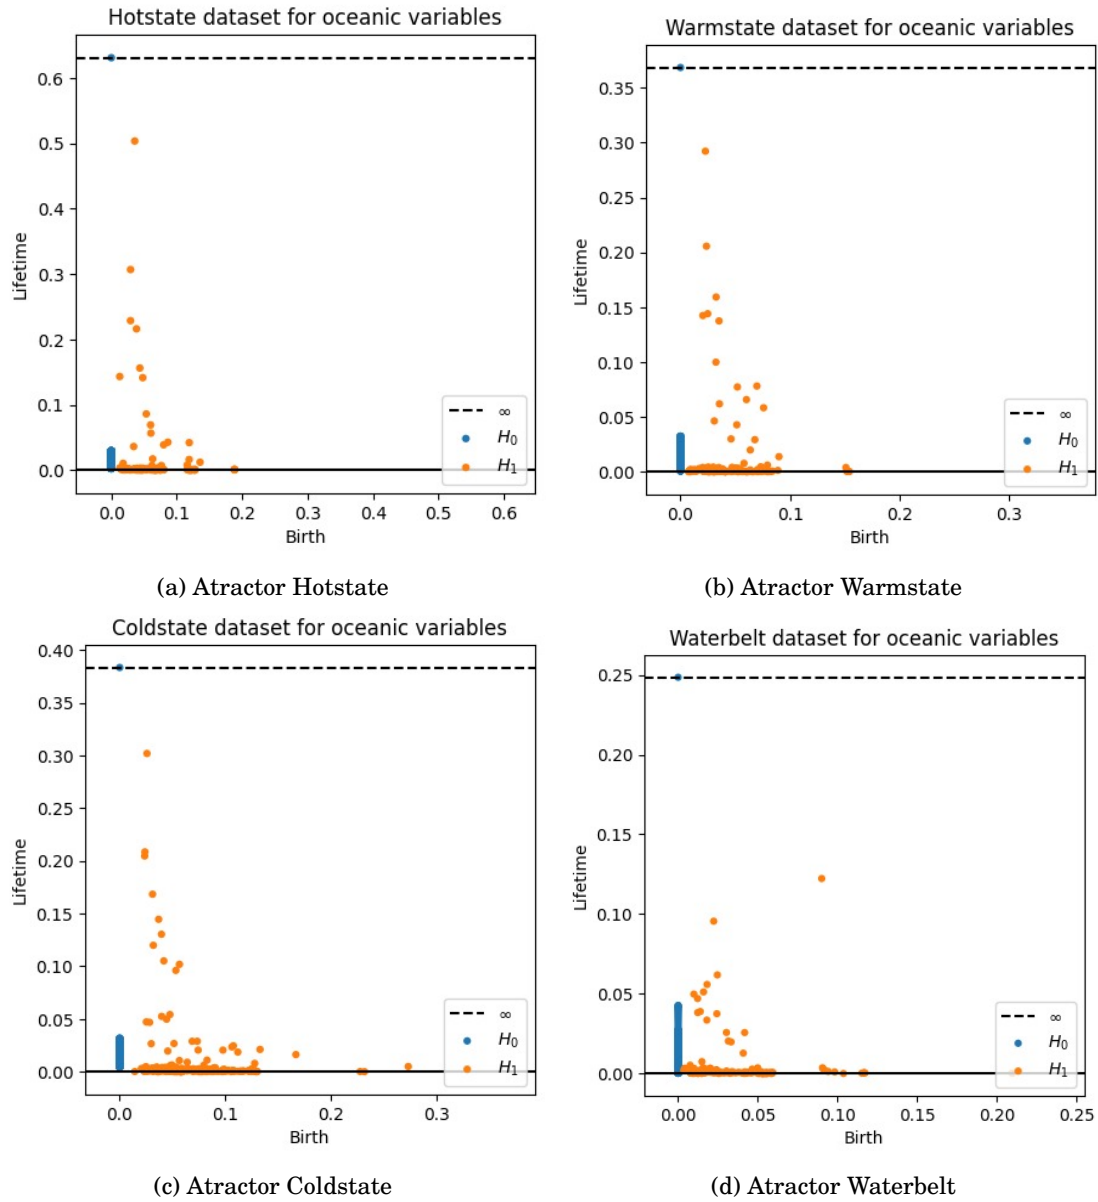 Hotstate dataset for oceanic variables
Lifetime
0.6
0.5
0.4
0.3
0.2
0.1
0.0
∞
H0
H1
0.0 0.1 0.2 0.3 0.4 0.5 0.6
Birth
(a) Atractor Hotstate
Warmstate dataset for oceanic variables
Lifetime
0.35
0.30
0.25
0.20
0.15
0.10
0.05
0.00
∞
H0
H1
0.0 0.1 0.2 0.3
Birth
(b) Atractor Warmstate
Coldstate dataset for oceanic variables
Lifetime
0.40
0.35
0.30
0.25
0.20
0.15
0.10
0.05
0.00
∞
H0
H1
0.0 0.1 0.2 0.3
Birth
(c) Atractor Coldstate
Waterbelt dataset for oceanic variables
Lifetime
0.25
0.20
0.15
0.10
0.05
0.00
∞
H0
H1
0.00 0.05 0.10 0.15 0.20 0.25
Birth
(d) Atractor Waterbelt